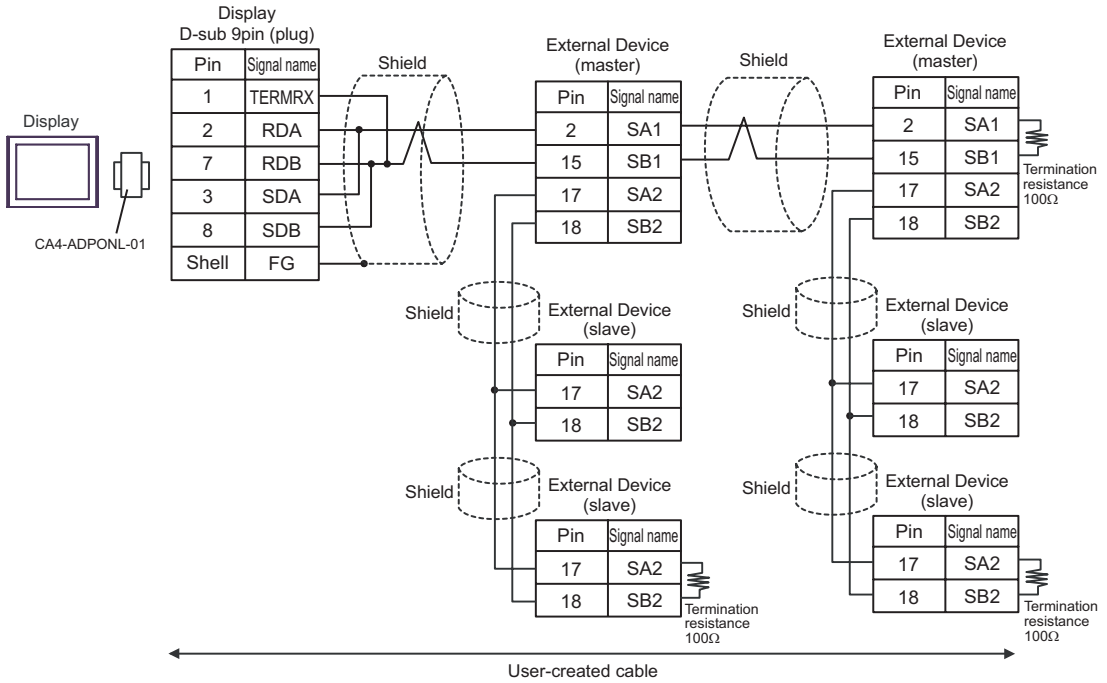 Display
CA4-ADPONL-01
Display
D-sub 9pin (plug)
Pin Signal name
1 TERMRX
2 RDA
7 RDB
3 SDA
8 SDB
Shell FG
Shield
External Device
(master)
Pin Signal name
2 SA1
15 SB1
17 SA2
18 SB2
Shield
External Device
(master)
Pin Signal name
2 SA1
15 SB1
17 SA2
18 SB2
Termination
resistance
100Ω
Shield
External Device
(slave)
Pin Signal name
17 SA2
18 SB2
Shield
External Device
(slave)
Pin Signal name
17 SA2
18 SB2
Shield
External Device
(slave)
Pin Signal name
17 SA2
18 SB2
Termination
resistance
100Ω
Shield
External Device
(slave)
Pin Signal name
17 SA2
18 SB2
Termination
resistance
100Ω
User-created cable